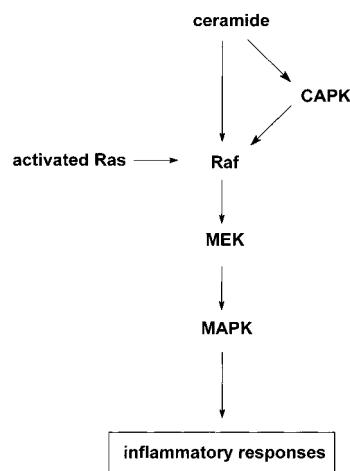 ceramide
CAPK
activated Ras
Raf
MEK
MAPK
inflammatory responses